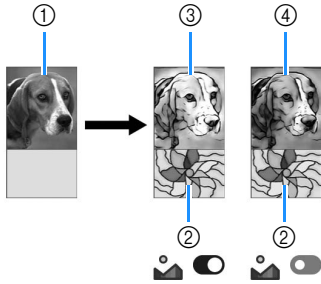 ① ③ ④
② ②